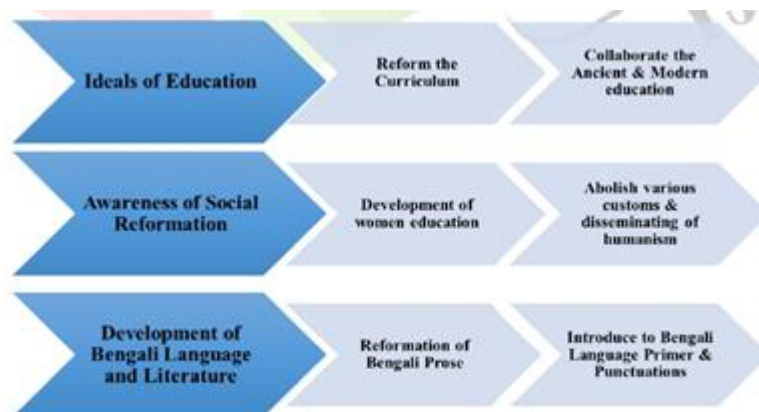 Ideals of Education
Reform the
Curriculum
Collaborate the
Ancient & Modern
education
Awareness of Social
Reformation
Development of
women education
Abolish various
customs &
disseminating of
humanism
Development of
Bengali Language
and Literature
Reformation of
Bengali Prose
Introduce to Bengali
Language Primer &
Punctuations